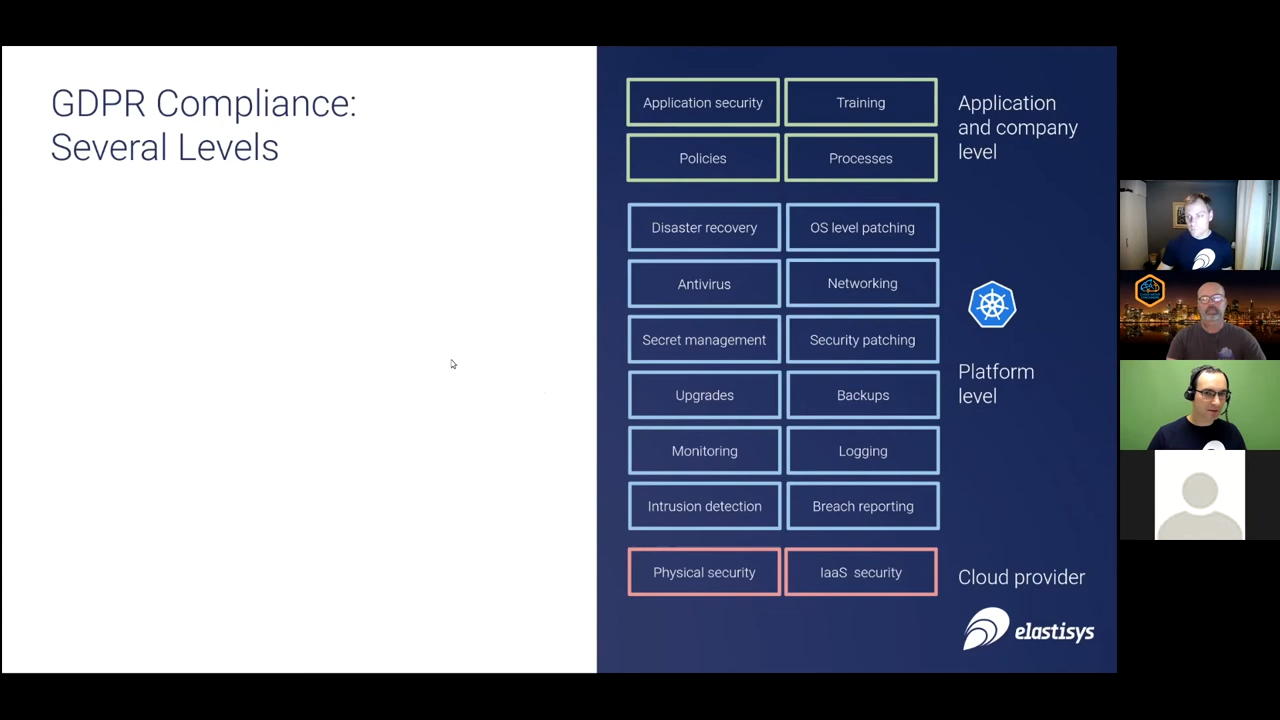 GDPR Compliance:
Several Levels
Application security
Training
Policies
Processes
Application
and company
level
Disaster recovery
OS level patching
Antivirus
Networking
Secret management
Security patching
Upgrades
Backups
Monitoring
Logging
Intrusion detection
Breach reporting
Platform
level
Physical security
IaaS security
Cloud provider
elastisys